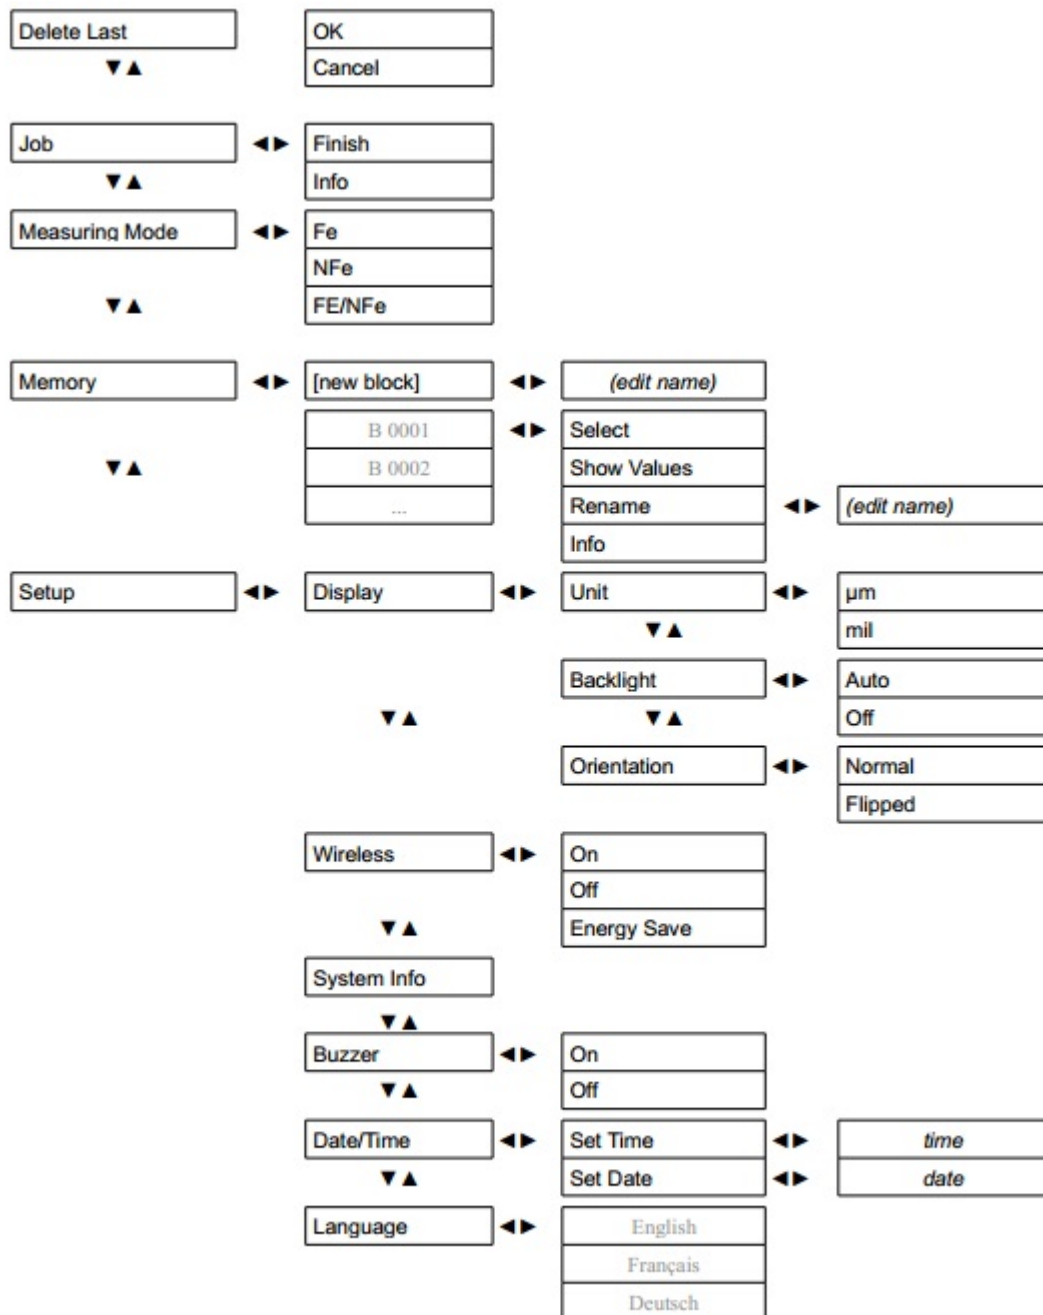 Delete Last OK
Cancel
Job Finish
Info
Measuring Mode Fe
NFe
FE/NFe
Memory [new block] (edit name)
B 0001 Select
B 0002 Show Values
... Rename (edit name)
Info
Setup Display Unit µm
mil
Backlight Auto
Off
Orientation Normal
Flipped
Wireless On
Off
Energy Save
System Info
Buzzer On
Off
Date/Time Set Time time
Set Date date
Language English
Français
Deutsch